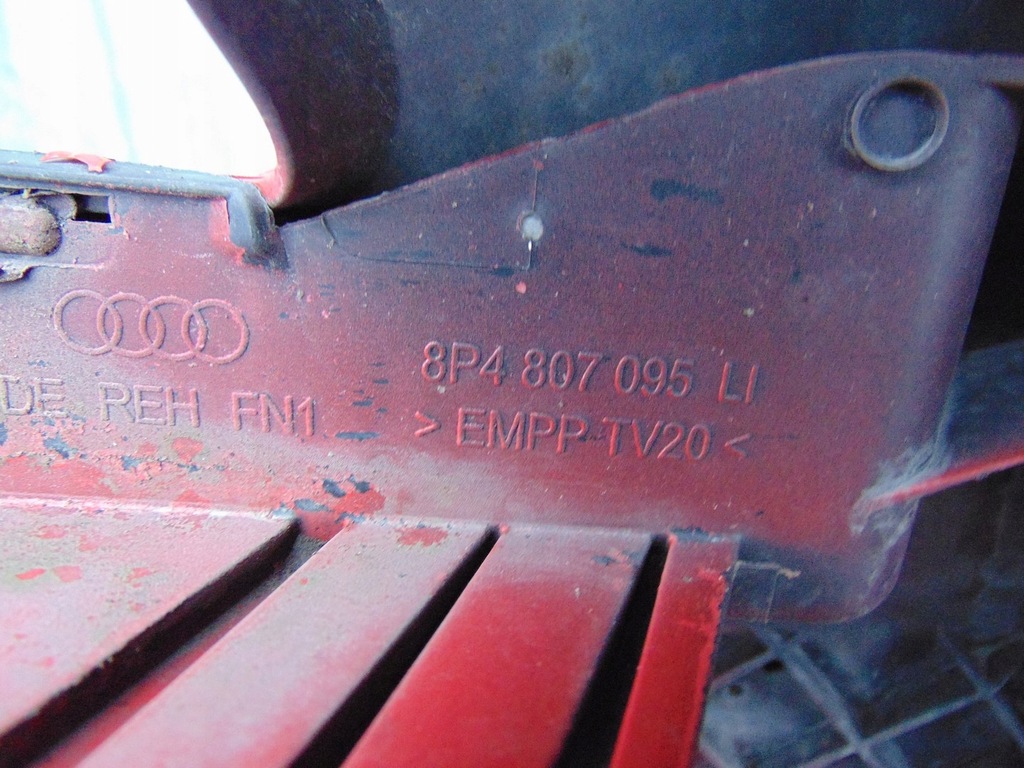 8P4 807 095 LI
DE REH FN1
> EMPP-TV20 <